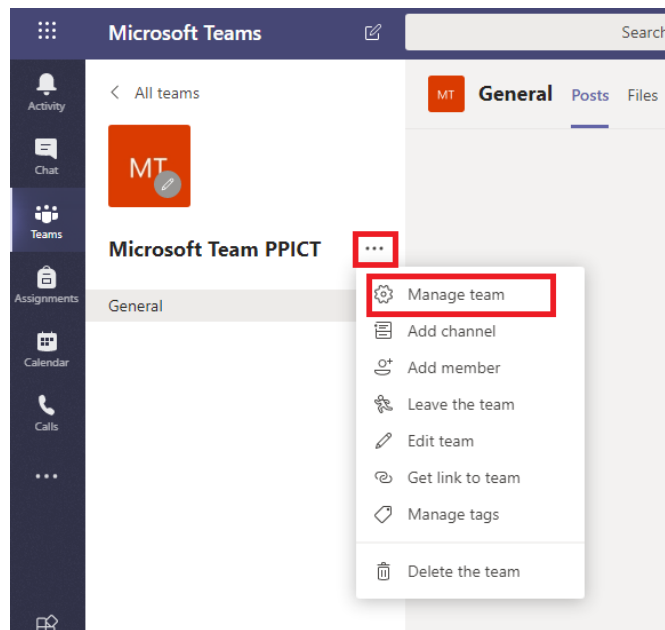 Microsoft Teams
Search
Activity
Chat
Teams
Assignments
Calendar
Calls
All teams
MT
Microsoft Team PPICT
General
MT
General Posts Files
Manage team
Add channel
Add member
Leave the team
Edit team
Get link to team
Manage tags
Delete the team